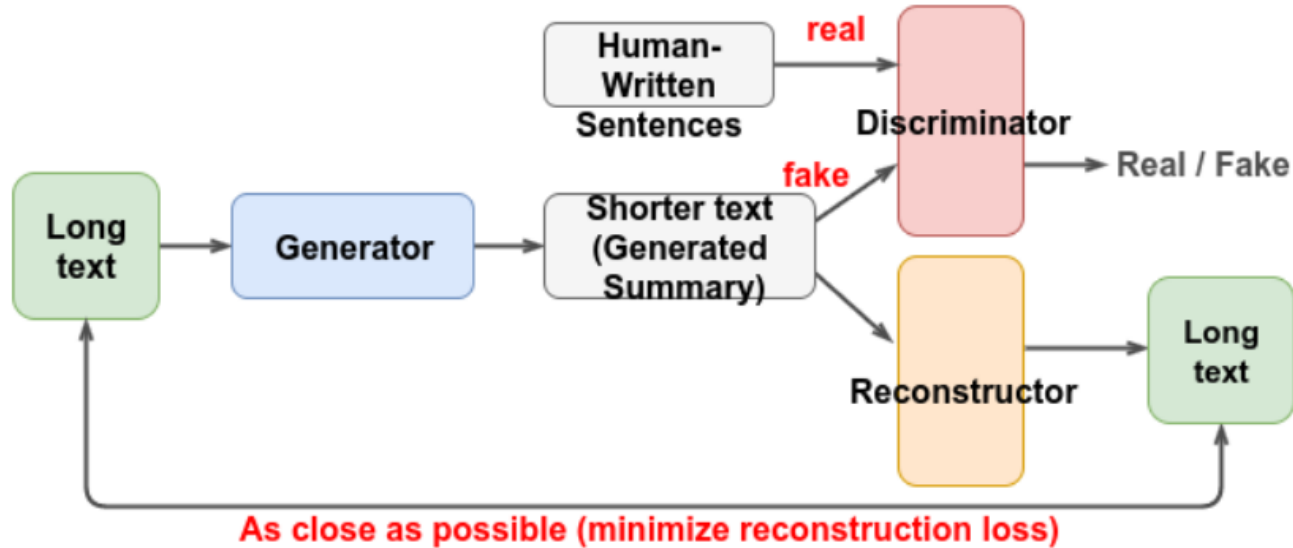 Human-
Written
Sentences
real
Discriminator
Real / Fake
fake
Long
text
Generator
Shorter text
(Generated
Summary)
Reconstructor
Long
text
As close as possible (minimize reconstruction loss)